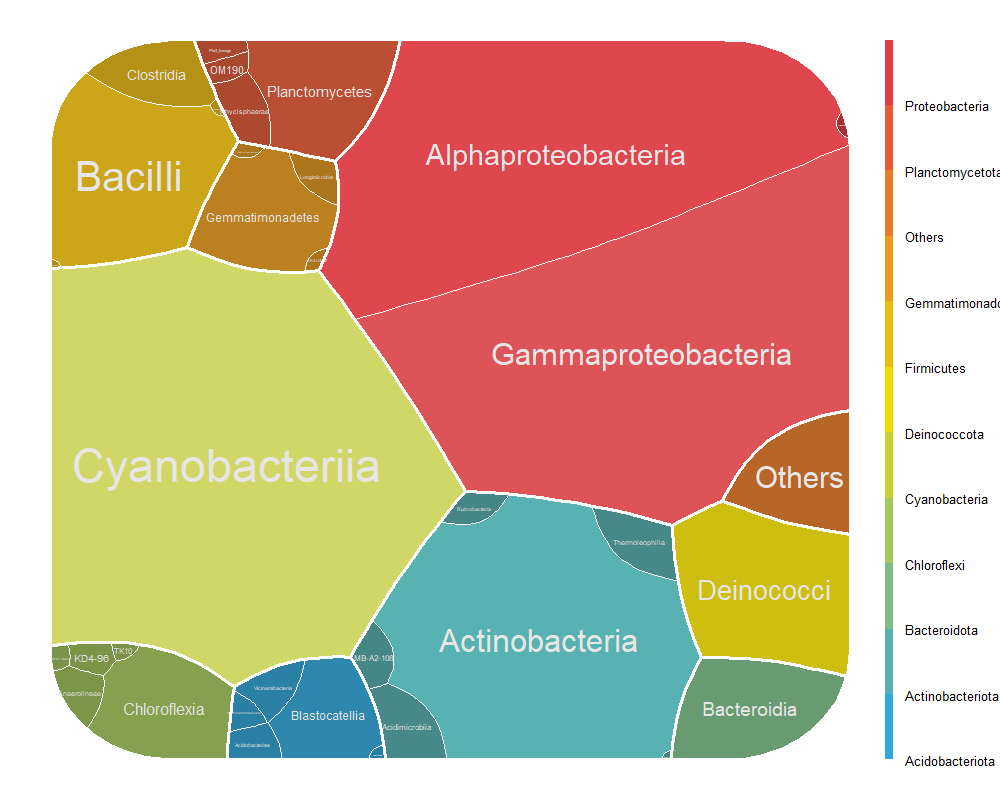 Pla3_lineage
OM190
Clostridia
Planctomycetes
Phycisphaerae
Alphaproteobacteria
Bacilli
Longimicrobia
Gemmatimonadetes
Gammaproteobacteria
Cyanobacteriia
Others
Rubrobacteria
Thermoleophilia
Deinococci
Actinobacteria
TK10
KD4-96
MB-A2-108
Vicinamibacteria
Anaerolineae
Chloroflexia
Blastocatellia
Bacteroidia
Acidimicrobiia
Acidobacteriae
Proteobacteria
Planctomycetota
Others
Gemmatimonado
Firmicutes
Deinococcota
Cyanobacteria
Chloroflexi
Bacteroidota
Actinobacteriota
Acidobacteriota